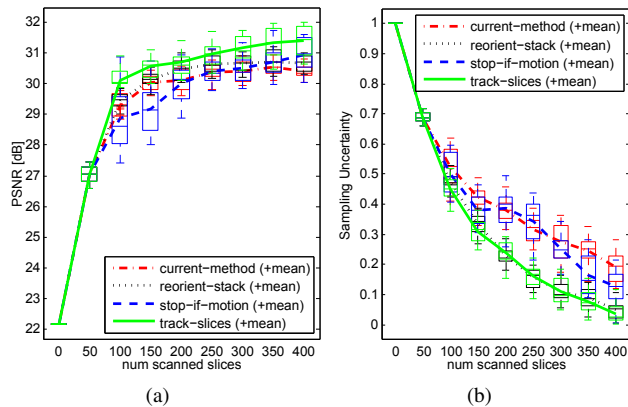 32
31
30
29
28
27
26
25
24
23
22
PSNR [dB]
current−method (+mean)
reorient−stack (+mean)
stop−if−motion (+mean)
track−slices (+mean)
0 50 100 150 200 250 300 350 400
num scanned slices
(a)
1
0.9
0.8
0.7
0.6
0.5
0.4
0.3
0.2
0.1
0
Sampling Uncertainty
current−method (+mean)
reorient−stack (+mean)
stop−if−motion (+mean)
track−slices (+mean)
0 50 100 150 200 250 300 350 400
num scanned slices
(b)